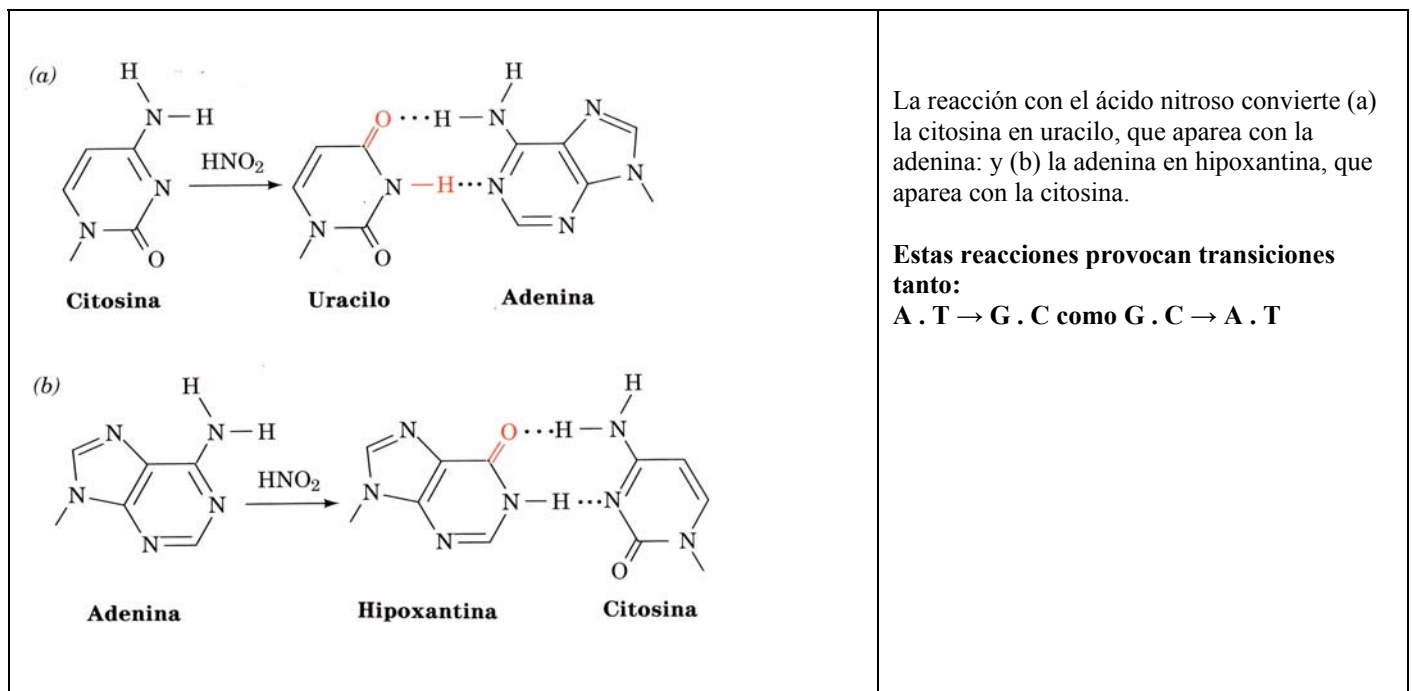 (a)
H
N—H
N
N
O
HNO₂
O ···H—N
H
N—H···N
N
O
N
N
N
Citosina
Uracilo
Adenina
(b)
H
N—H
N
N
N
N
HNO₂
O ···H—N
H
N
N—H···N
N
N
N
O
Adenina
Hipoxantina
Citosina
La reacción con el ácido nitroso convierte (a)
la citosina en uracilo, que aparea con la
adenina: y (b) la adenina en hipoxantina, que
aparea con la citosina.
Estas reacciones provocan transiciones
tanto:
A . T → G . C como G . C → A . T